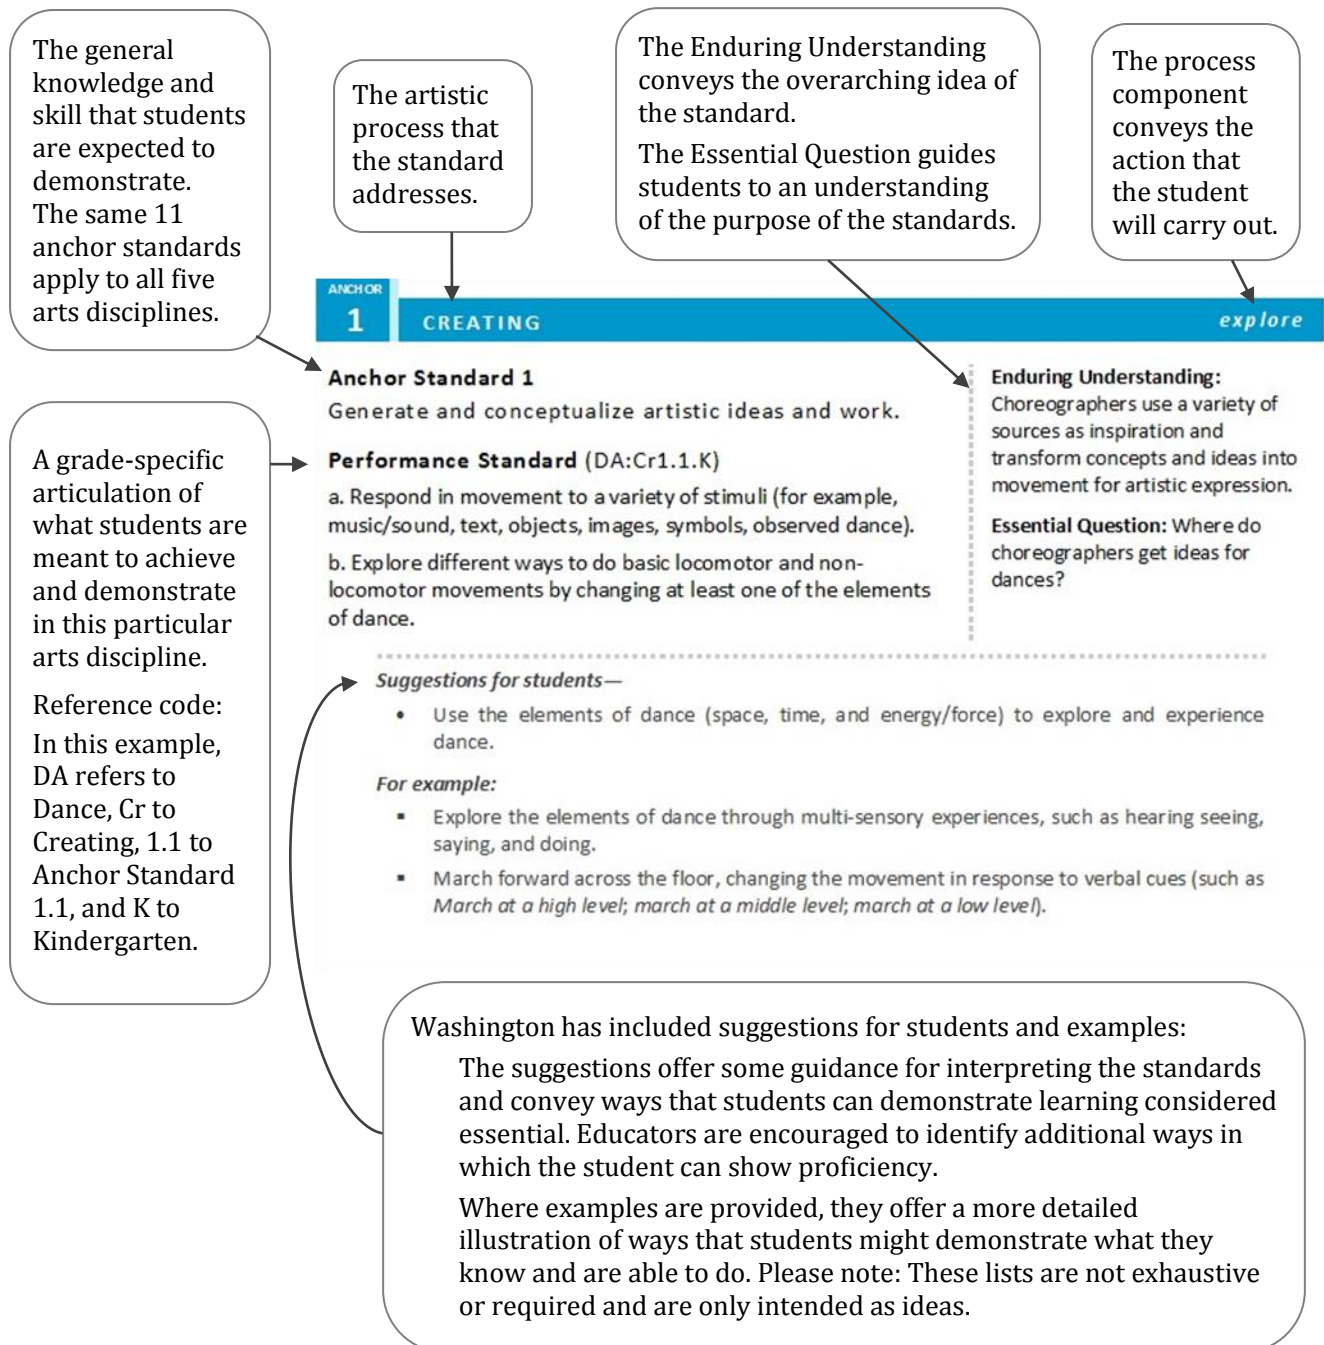 The general
knowledge and
skill that students
are expected to
demonstrate.
The same 11
anchor standards
apply to all five
arts disciplines.
The artistic
process that
the standard
addresses.
The Enduring Understanding
conveys the overarching idea of
the standard.
The Essential Question guides
students to an understanding
of the purpose of the standards.
The process
component
conveys the
action that
the student
will carry out.
ANCHOR
1
CREATING
explore
Anchor Standard 1
Generate and conceptualize artistic ideas and work.
Performance Standard (DA:Cr1.1.K)
a. Respond in movement to a variety of stimuli (for example,
music/sound, text, objects, images, symbols, observed dance).
b. Explore different ways to do basic locomotor and non-
locomotor movements by changing at least one of the elements
of dance.
Enduring Understanding:
Choreographers use a variety of
sources as inspiration and
transform concepts and ideas into
movement for artistic expression.
Essential Question: Where do
choreographers get ideas for
dances?
A grade-specific
articulation of
what students are
meant to achieve
and demonstrate
in this particular
arts discipline.
Reference code:
In this example,
DA refers to
Dance, Cr to
Creating, 1.1 to
Anchor Standard
1.1, and K to
Kindergarten.
Suggestions for students—
• Use the elements of dance (space, time, and energy/force) to explore and experience
dance.
For example:
▪ Explore the elements of dance through multi-sensory experiences, such as hearing seeing,
saying, and doing.
▪ March forward across the floor, changing the movement in response to verbal cues (such as
March at a high level; march at a middle level; march at a low level).
Washington has included suggestions for students and examples:
The suggestions offer some guidance for interpreting the standards
and convey ways that students can demonstrate learning considered
essential. Educators are encouraged to identify additional ways in
which the student can show proficiency.
Where examples are provided, they offer a more detailed
illustration of ways that students might demonstrate what they
know and are able to do. Please note: These lists are not exhaustive
or required and are only intended as ideas.